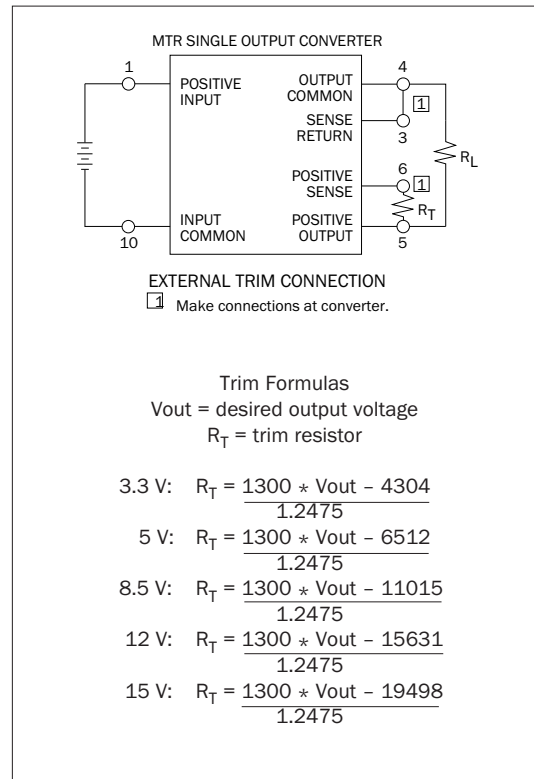 MTR SINGLE OUTPUT CONVERTER
1
POSITIVE
INPUT
OUTPUT
COMMON
4
1
SENSE
RETURN
3
R_L
POSITIVE
SENSE
6
1
R_T
INPUT
COMMON
10
POSITIVE
OUTPUT
5
EXTERNAL TRIM CONNECTION
1 Make connections at converter.
Trim Formulas
Vout = desired output voltage
R_T = trim resistor
3.3 V: R_T = 1300 * Vout – 4304
1.2475
5 V: R_T = 1300 * Vout – 6512
1.2475
8.5 V: R_T = 1300 * Vout – 11015
1.2475
12 V: R_T = 1300 * Vout – 15631
1.2475
15 V: R_T = 1300 * Vout – 19498
1.2475